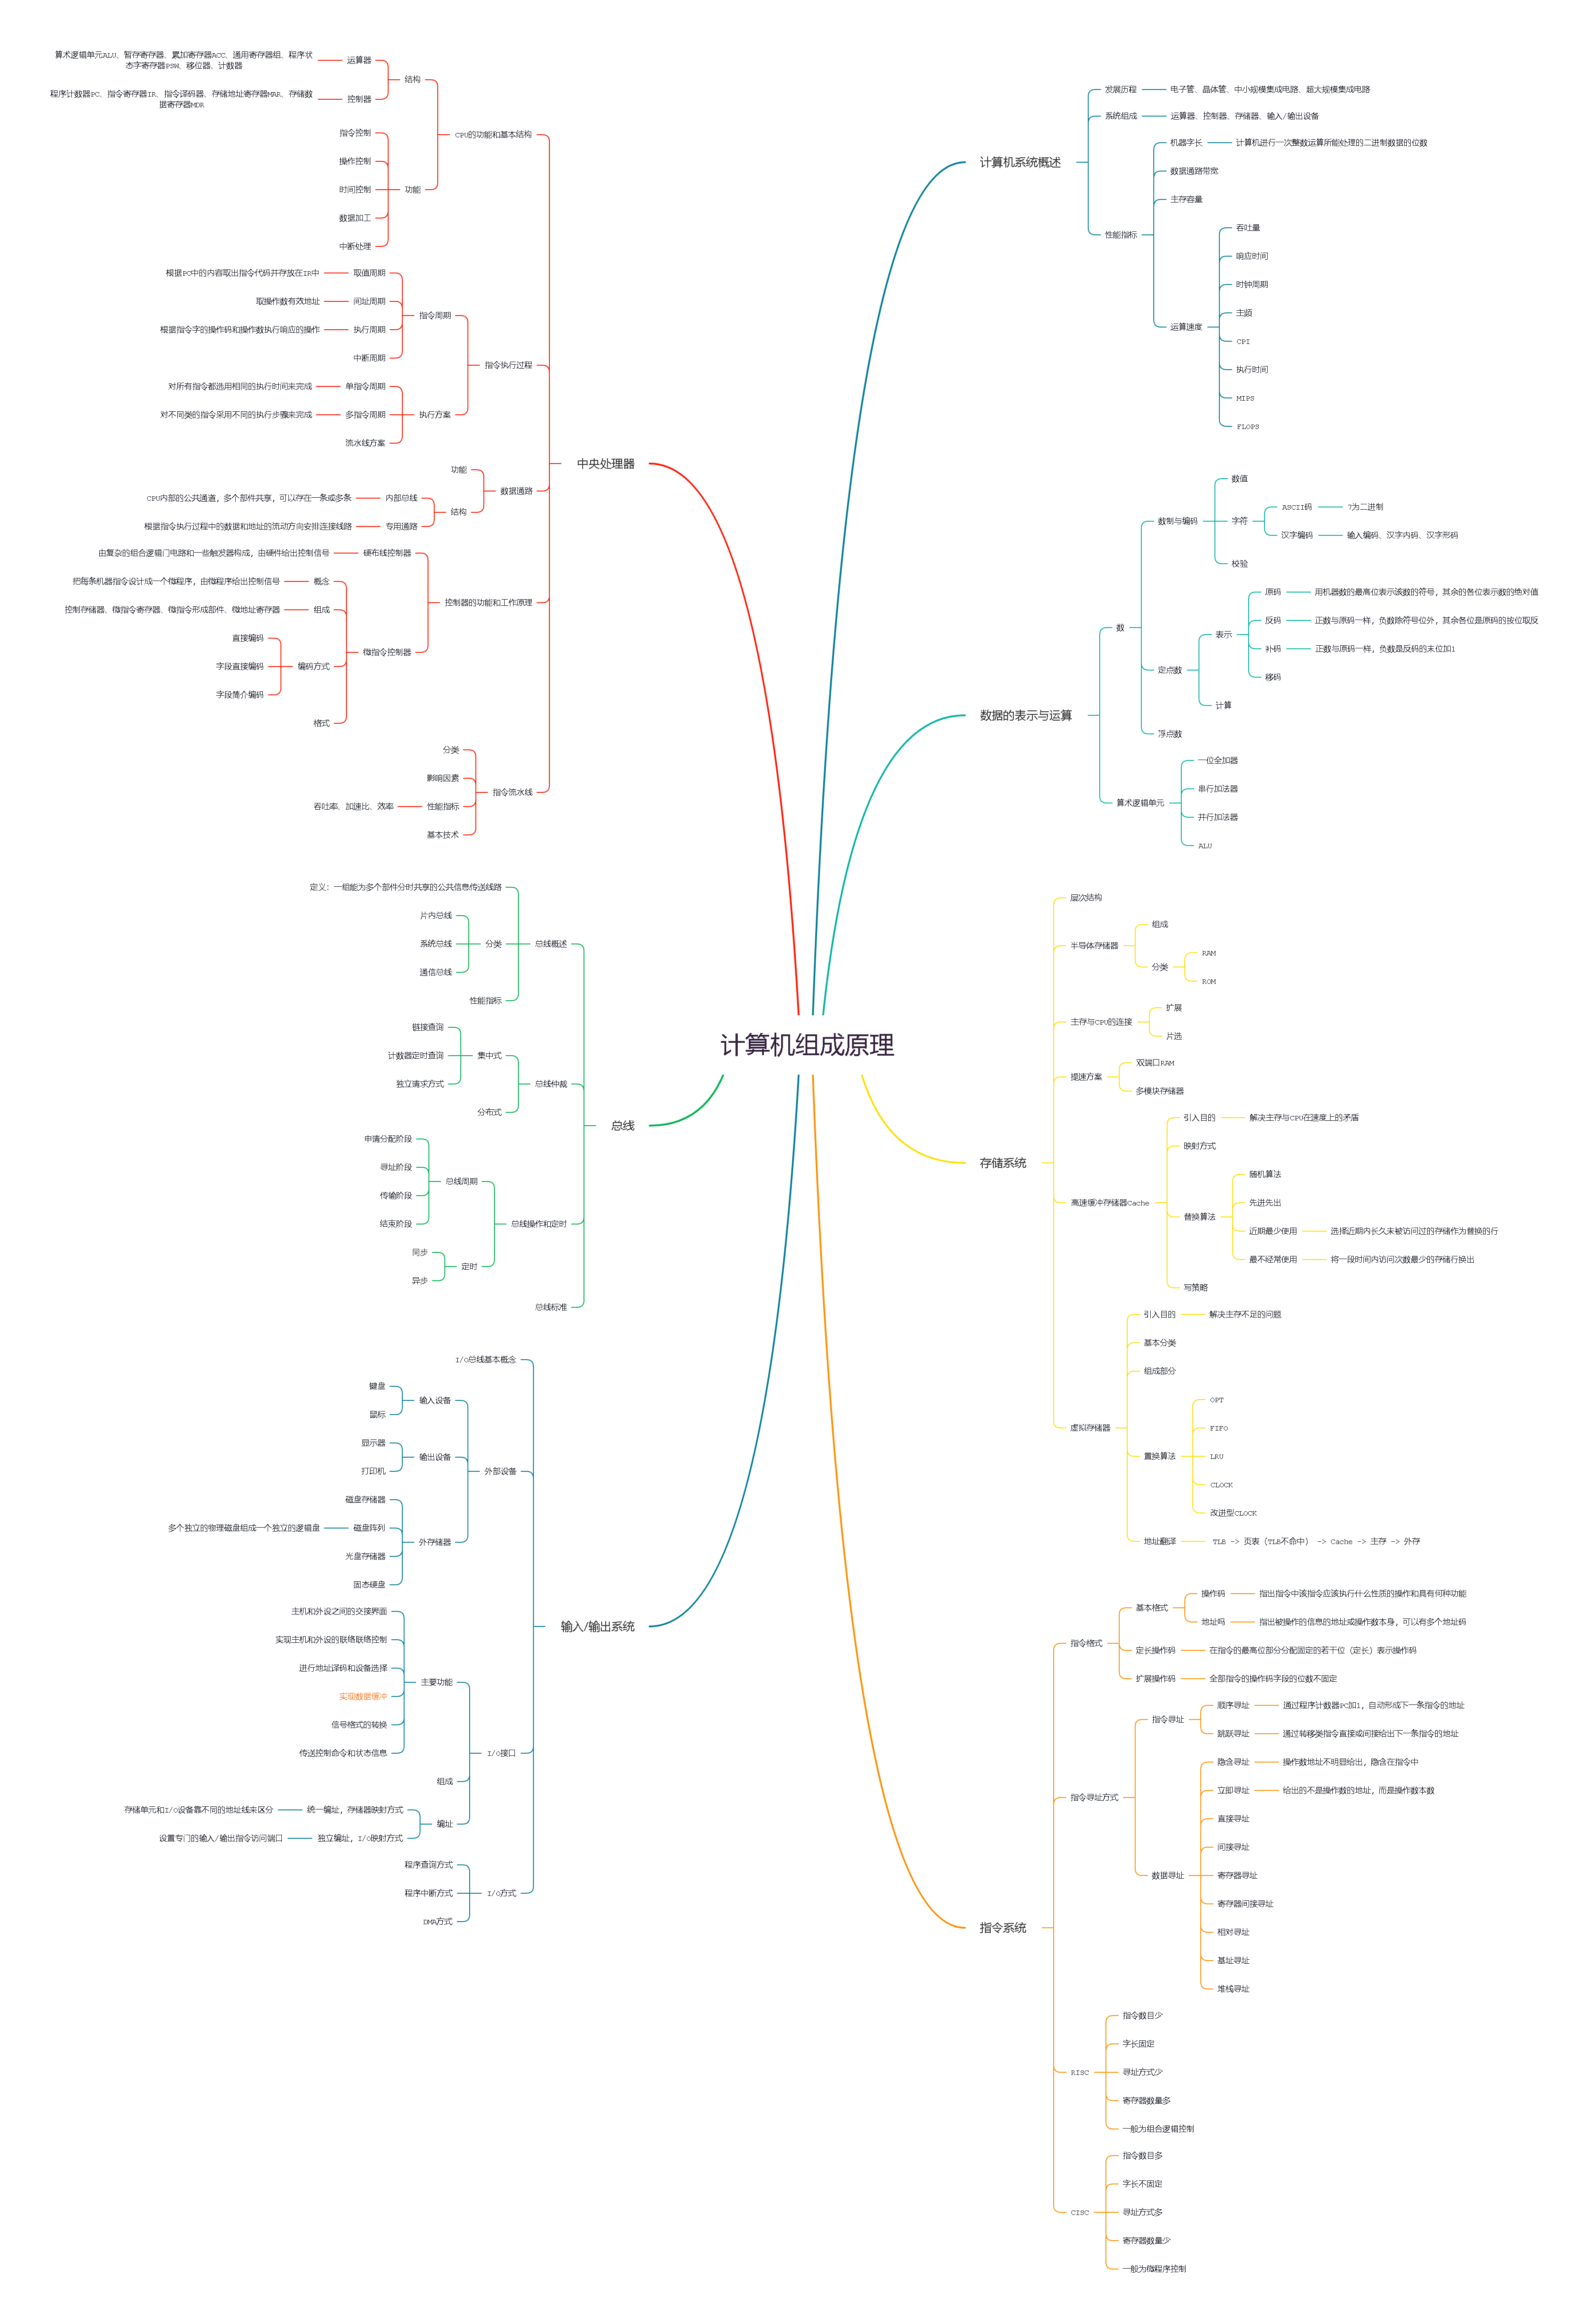 计算机组成原理
计算机系统概述
发展历程
电子管、晶体管、中小规模集成电路、超大规模集成电路
系统组成
运算器、控制器、存储器、输入/输出设备
性能指标
机器字长
计算机进行一次整数运算所能处理的二进制数据的位数
数据通路带宽
主存容量
运算速度
吞吐量
响应时间
时钟周期
主频
CPI
执行时间
MIPS
FLOPS
数据的表示与运算
数
数制与编码
数值
字符
ASCII码
7为二进制
汉字编码
输入编码、汉字内码、汉字形码
校验
定点数
表示
原码
用机器数的最高位表示该数的符号，其余的各位表示数的绝对值
反码
正数与原码一样，负数除符号位外，其余各位是原码的按位取反
补码
正数与原码一样，负数是反码的末位加1
移码
计算
浮点数
算术逻辑单元
一位全加器
串行加法器
并行加法器
ALU
存储系统
层次结构
半导体存储器
组成
分类
RAM
ROM
主存与CPU的连接
扩展
片选
提速方案
双端口RAM
多模块存储器
高速缓冲存储器Cache
引入目的
解决主存与CPU在速度上的矛盾
映射方式
替换算法
随机算法
先进先出
近期最少使用
选择近期内长久未被访问过的存储作为替换的行
最不经常使用
将一段时间内访问次数最少的存储行换出
写策略
虚拟存储器
引入目的
解决主存不足的问题
基本分类
组成部分
置换算法
OPT
FIFO
LRU
CLOCK
改进型CLOCK
地址翻译
TLB -> 页表（TLB不命中） -> Cache -> 主存 -> 外存
指令系统
指令格式
基本格式
操作码
指出指令中该指令应该执行什么性质的操作和具有何种功能
地址吗
指出被操作的信息的地址或操作数本身，可以有多个地址码
定长操作码
在指令的最高位部分分配固定的若干位（定长）表示操作码
扩展操作码
全部指令的操作码字段的位数不固定
指令寻址方式
指令寻址
顺序寻址
通过程序计数器PC加1，自动形成下一条指令的地址
跳跃寻址
通过转移类指令直接或间接给出下一条指令的地址
数据寻址
隐含寻址
操作数地址不明显给出，隐含在指令中
立即寻址
给出的不是操作数的地址，而是操作数本数
直接寻址
间接寻址
寄存器寻址
寄存器间接寻址
相对寻址
基址寻址
堆栈寻址
RISC
指令数目少
字长固定
寻址方式少
寄存器数量多
一般为组合逻辑控制
CISC
指令数目多
字长不固定
寻址方式多
寄存器数量少
一般为微程序控制
中央处理器
CPU的功能和基本结构
结构
运算器
算术逻辑单元ALU、暂存寄存器、累加寄存器ACC、通用寄存器组、程序状
态字寄存器PSW、移位器、计数器
控制器
程序计数器PC、指令寄存器IR、指令译码器、存储地址寄存器MAR、存储数
据寄存器MDR
功能
指令控制
操作控制
时间控制
数据加工
中断处理
指令执行过程
指令周期
取值周期
根据PC中的内容取出指令代码并存放在IR中
间址周期
取操作数有效地址
执行周期
根据指令字的操作码和操作数执行响应的操作
中断周期
执行方案
单指令周期
对所有指令都选用相同的执行时间来完成
多指令周期
对不同类的指令采用不同的执行步骤来完成
流水线方案
数据通路
功能
结构
内部总线
CPU内部的公共通道，多个部件共享，可以存在一条或多条
专用通路
根据指令执行过程中的数据和地址的流动方向安排连接线路
控制器的功能和工作原理
硬布线控制器
由复杂的组合逻辑门电路和一些触发器构成，由硬件给出控制信号
微指令控制器
概念
把每条机器指令设计成一个微程序，由微程序给出控制信号
组成
控制存储器、微指令寄存器、微指令形成部件、微地址寄存器
编码方式
直接编码
字段直接编码
字段简介编码
格式
指令流水线
分类
影响因素
性能指标
吞吐率、加速比、效率
基本技术
总线
总线概述
定义：一组能为多个部件分时共享的公共信息传送线路
分类
片内总线
系统总线
通信总线
性能指标
总线仲裁
集中式
链接查询
计数器定时查询
独立请求方式
分布式
总线操作和定时
总线周期
申请分配阶段
寻址阶段
传输阶段
结束阶段
定时
同步
异步
总线标准
输入/输出系统
I/O总线基本概念
外部设备
输入设备
键盘
鼠标
输出设备
显示器
打印机
外存储器
磁盘存储器
磁盘阵列
多个独立的物理磁盘组成一个独立的逻辑盘
光盘存储器
固态硬盘
I/O接口
主要功能
主机和外设之间的交接界面
实现主机和外设的联络联络控制
进行地址译码和设备选择
实现数据缓冲
信号格式的转换
传送控制命令和状态信息
组成
编址
统一编址，存储器映射方式
存储单元和I/O设备靠不同的地址线来区分
独立编址，I/O映射方式
设置专门的输入/输出指令访问端口
I/O方式
程序查询方式
程序中断方式
DMA方式